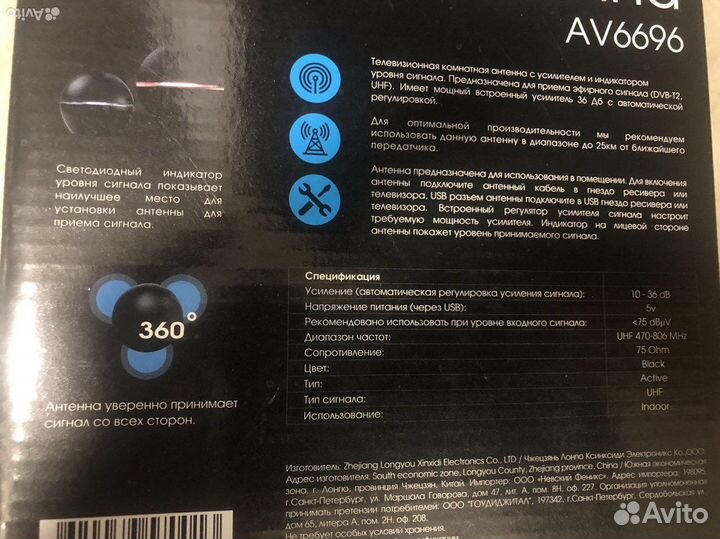 Avito
AV6696
Телевизионная комнатная антенна с усилителем и индикатором
уровня сигнала. Предназначена для приема эфирного сигнала (DVB-T2,
UHF). Имеет мощный встроенный усилитель 36 Дб с автоматической
регулировкой.
Для оптимальной производительности мы рекомендуем
использовать данную антенну в диапазоне до 25км от ближайшего
передатчика.
Антенна предназначена для использования в помещении. Для включения
антенны подключите антенный кабель в гнездо ресивера или
телевизора, USB разъем антенны подключите в USB гнездо ресивера или
телевизора. Встроенный регулятор усилителя сигнала настроит
требуемую мощность усиления. Индикатор на лицевой стороне
антенны покажет уровень принимаемого сигнала.
Светодиодный индикатор
уровня сигнала показывает
наилучшее место для
установки антенны для
приема сигнала.
360°
Антенна уверенно принимает
сигнал со всех сторон.
Спецификация
Усиление (автоматическая регулировка усиления сигнала): 10 - 36 dB
Напряжение питания (через USB): 5v
Рекомендовано использовать при уровне входного сигнала: <75 dBµV
Диапазон частот: UHF 470-806 MHz
Сопротивление: 75 Ohm
Цвет: Black
Тип: Active
Тип сигнала: UHF
Использование: Indoor
Изготовитель: Zhejiang Longyou Xinxidi Electronics Co., LTD / Чжецзянь Лонпо Ксинксиди Электроникс Ко.,ООО
Адрес изготовителя: South economic zone, Longyou County, Zhejiang province, China / Южная экономическая
зона, г. Лонгпо, провинция Чжецзян, Китай. Импортер: ООО «Невский Феникс», Адрес импортера: 198095,
г. Санкт-Петербург, ул. Маршала Говорова, дом 47, лит. А, пом. 8Н, оф. 227. Организация уполномоченная
принимать претензии: ООО "ГОУДИДЖИТАЛ", 197342, г.Санкт-Петербург, Сердобольская ул.
дом 65, литера А, пом. 2Н, оф. 208.
Не требует особых условий хранения.
Avito